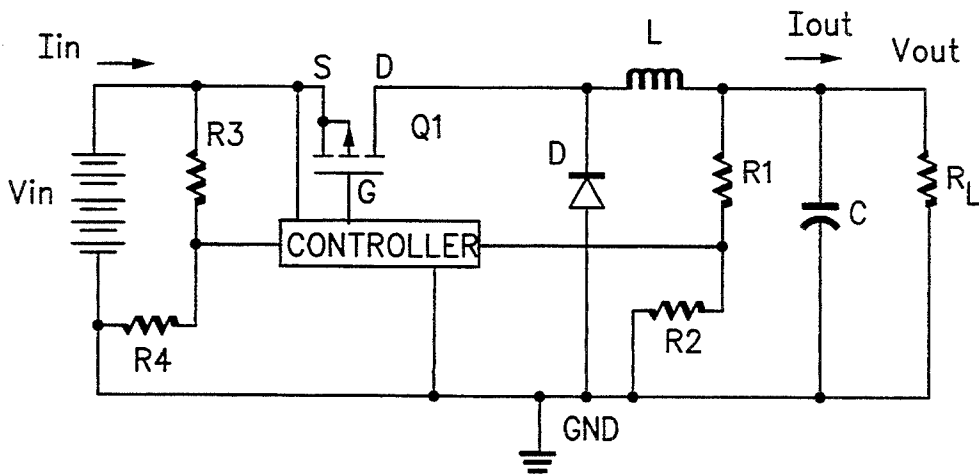 Iin
S
D
L
Iout
Vout
Q1
R3
D
R1
RL
Vin
G
C
CONTROLLER
R4
R2
GND